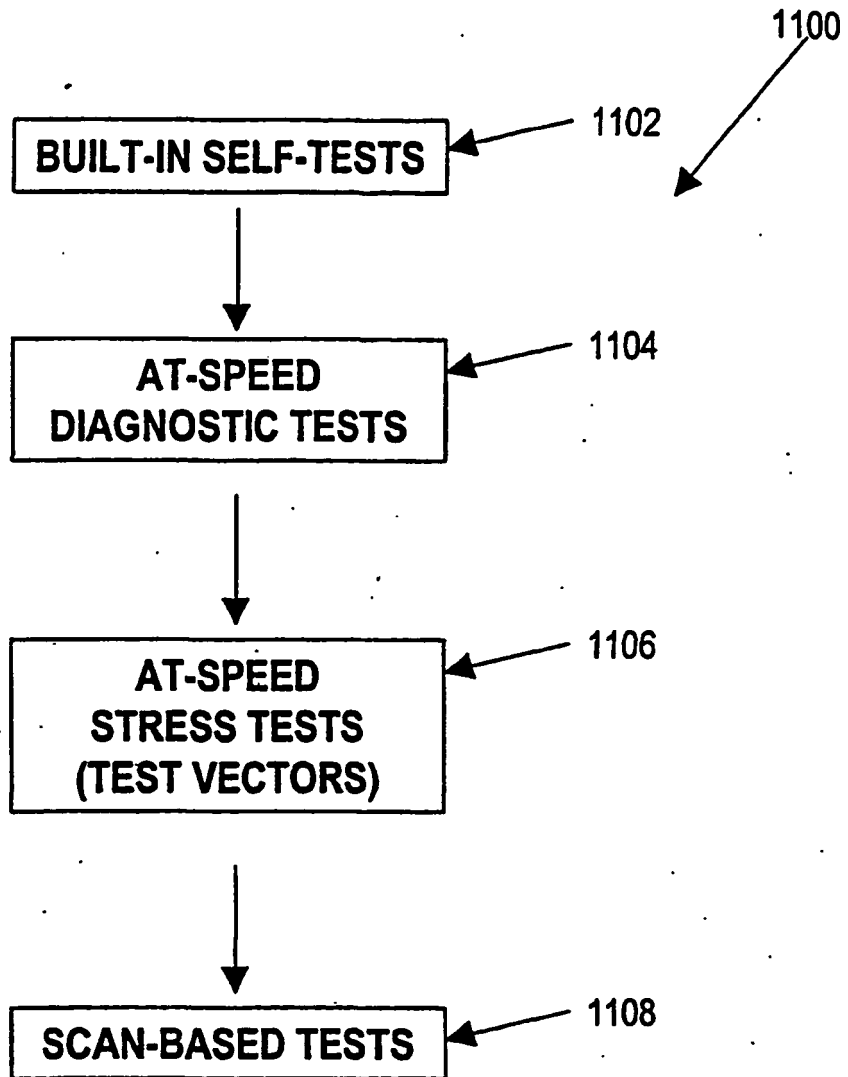 1100
1102
BUILT-IN SELF-TESTS
1104
AT-SPEED
DIAGNOSTIC TESTS
1106
AT-SPEED
STRESS TESTS
(TEST VECTORS)
1108
SCAN-BASED TESTS